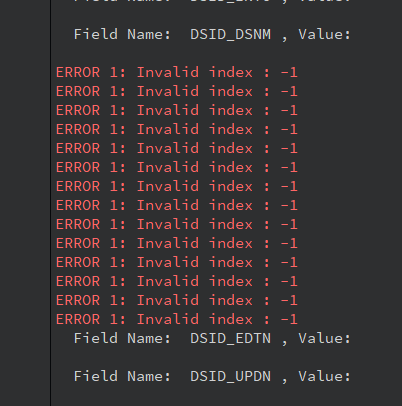 Field Name:  DSID_DSNM , Value:
ERROR 1: Invalid index : -1
ERROR 1: Invalid index : -1
ERROR 1: Invalid index : -1
ERROR 1: Invalid index : -1
ERROR 1: Invalid index : -1
ERROR 1: Invalid index : -1
ERROR 1: Invalid index : -1
ERROR 1: Invalid index : -1
ERROR 1: Invalid index : -1
ERROR 1: Invalid index : -1
ERROR 1: Invalid index : -1
ERROR 1: Invalid index : -1
ERROR 1: Invalid index : -1
ERROR 1: Invalid index : -1
Field Name:  DSID_EDTN , Value:
Field Name:  DSID_UPDN , Value: